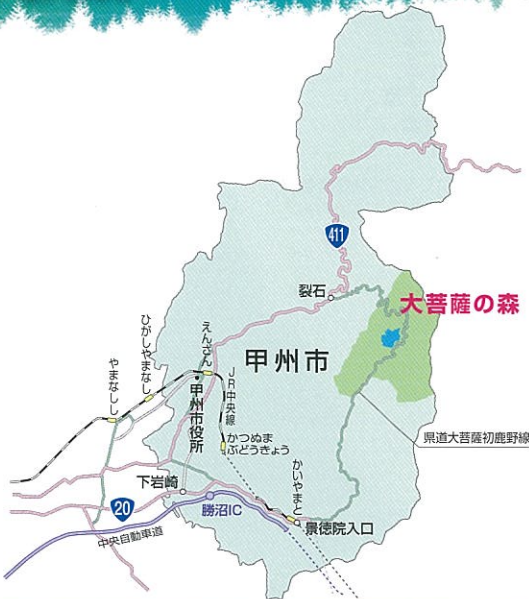 411
裂石
大菩薩の森
ひがしやまなし
えんざん
やまなしし
甲州市
甲州市役所
JR中央線
かつぬま
ぶどうきょう
県道大菩薩初鹿野線
下岩崎
かいやまと
20
勝沼IC
景徳院入口
中央自動車道